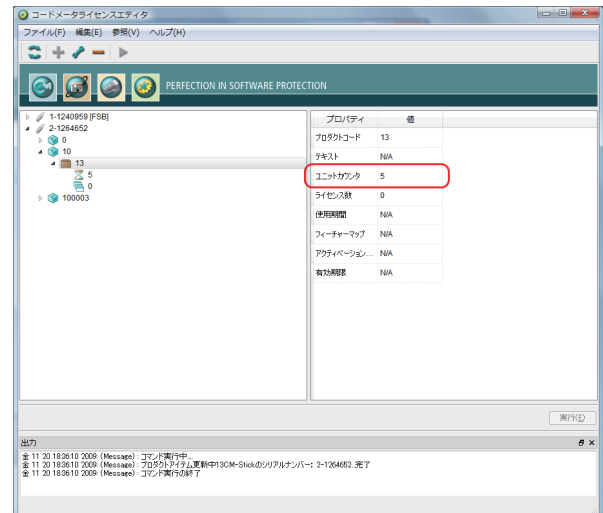 コードメータライセンスエディタ
ファイル(F) 編集(E) 参照(V) ヘルプ(H)
PERFECTION IN SOFTWARE PROTECTION
1-1240959 [FSB]
2-1264652
0
10
13
5
0
100003
プロパティ 値
プロダクトコード 13
テキスト N/A
ユニットカウンタ 5
ライセンス数 0
使用期間 N/A
フィーチャーマップ N/A
アクティベーション... N/A
有効期限 N/A
実行(E)
出力
金 11 20 18:36:10 2009: (Message) : コマンド実行中...
金 11 20 18:36:10 2009: (Message) : プロダクトアイテム更新中13CM-Stickのシリアルナンバー: 2-1264652.完了
金 11 20 18:36:10 2009: (Message) : コマンド実行の終了